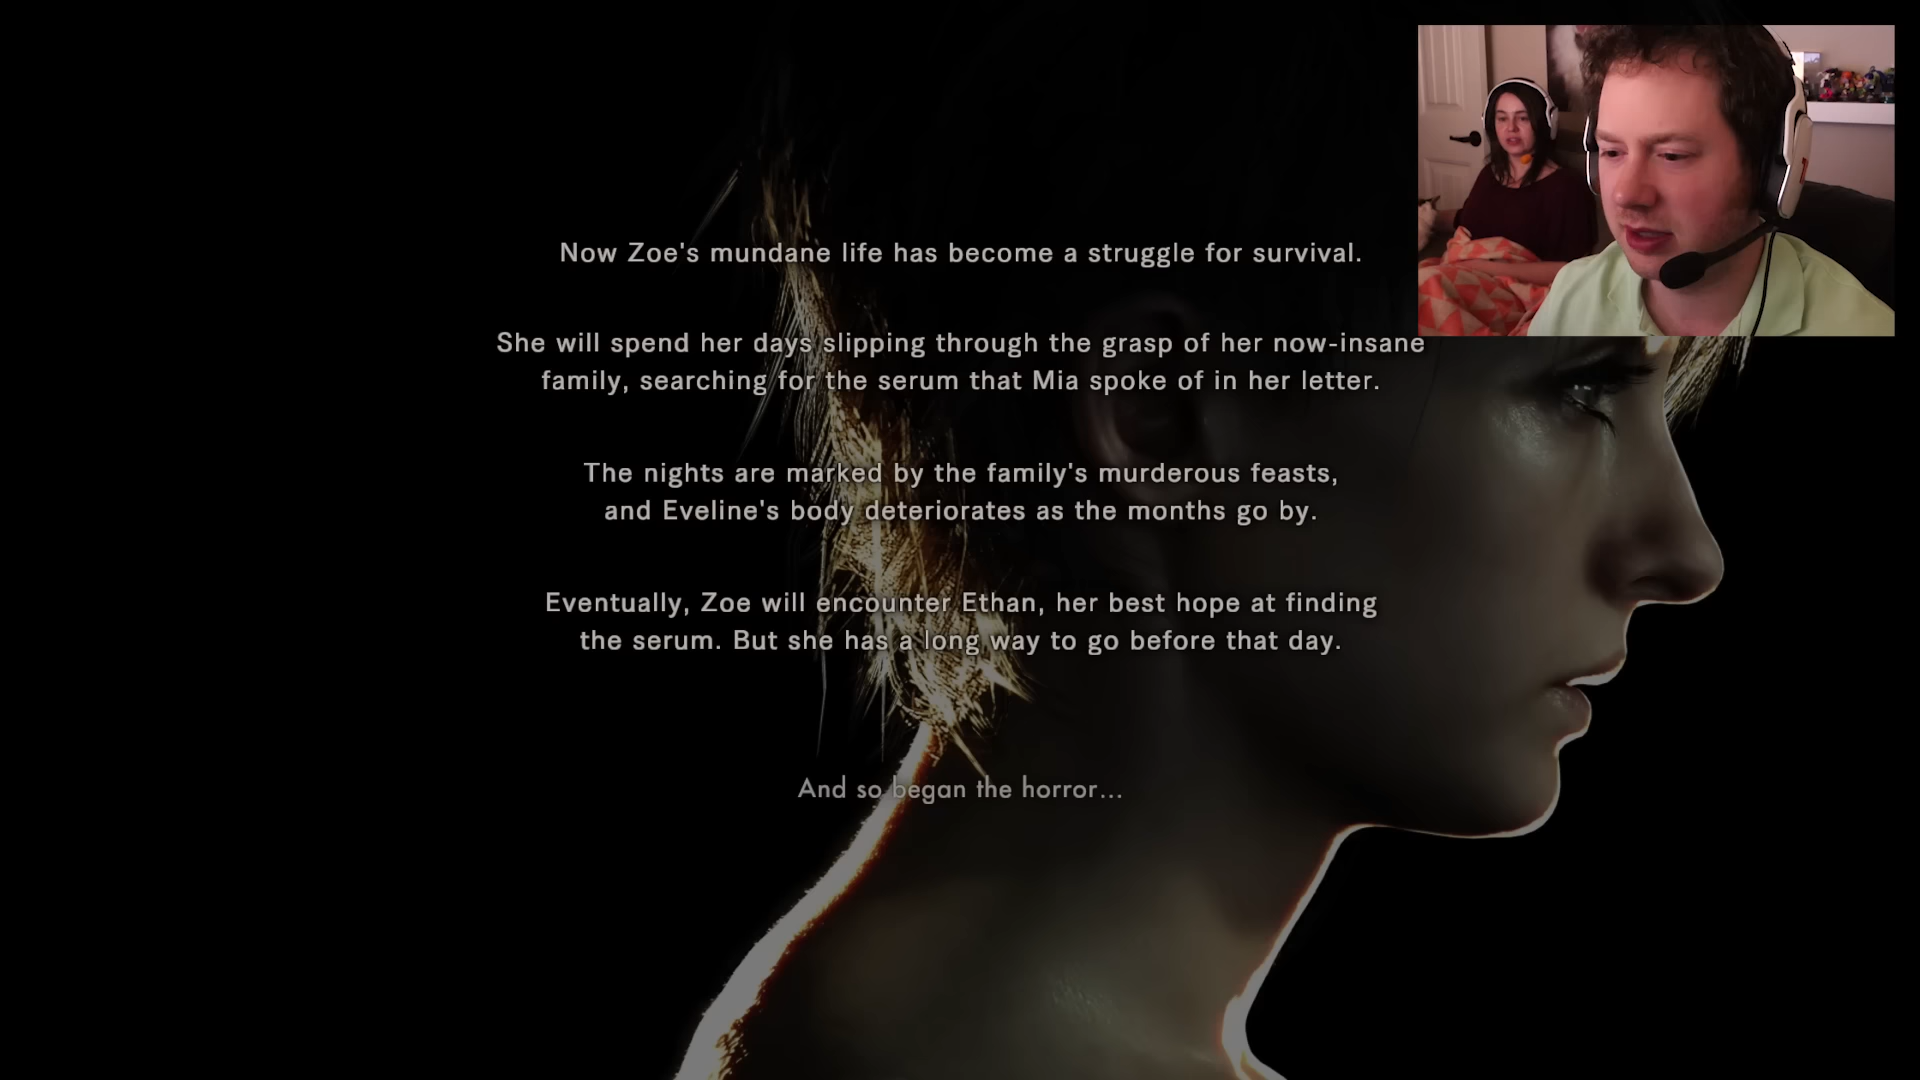 Now Zoe's mundane life has become a struggle for survival.
She will spend her days slipping through the grasp of her now-insane
family, searching for the serum that Mia spoke of in her letter.
The nights are marked by the family's murderous feasts,
and Eveline's body deteriorates as the months go by.
Eventually, Zoe will encounter Ethan, her best hope at finding
the serum. But she has a long way to go before that day.
And so began the horror...